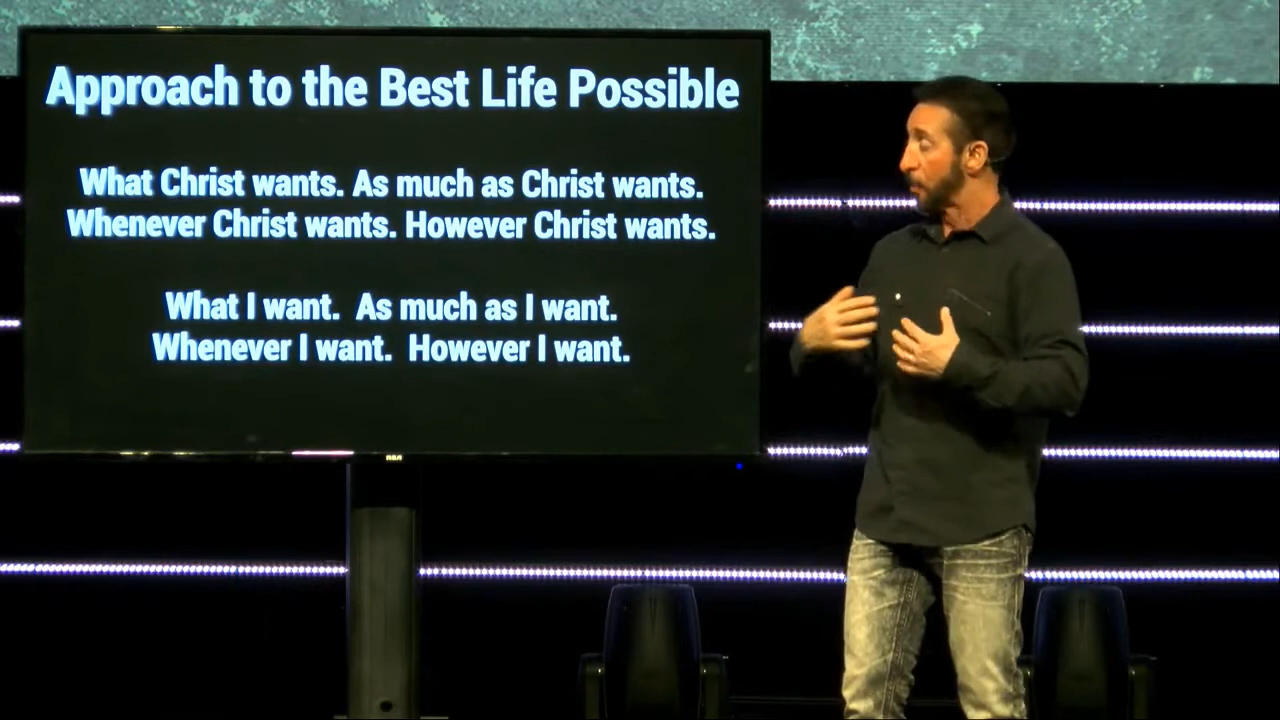 Approach to the Best Life Possible
What Christ wants. As much as Christ wants.
Whenever Christ wants. However Christ wants.
What I want. As much as I want.
Whenever I want. However I want.
RCA